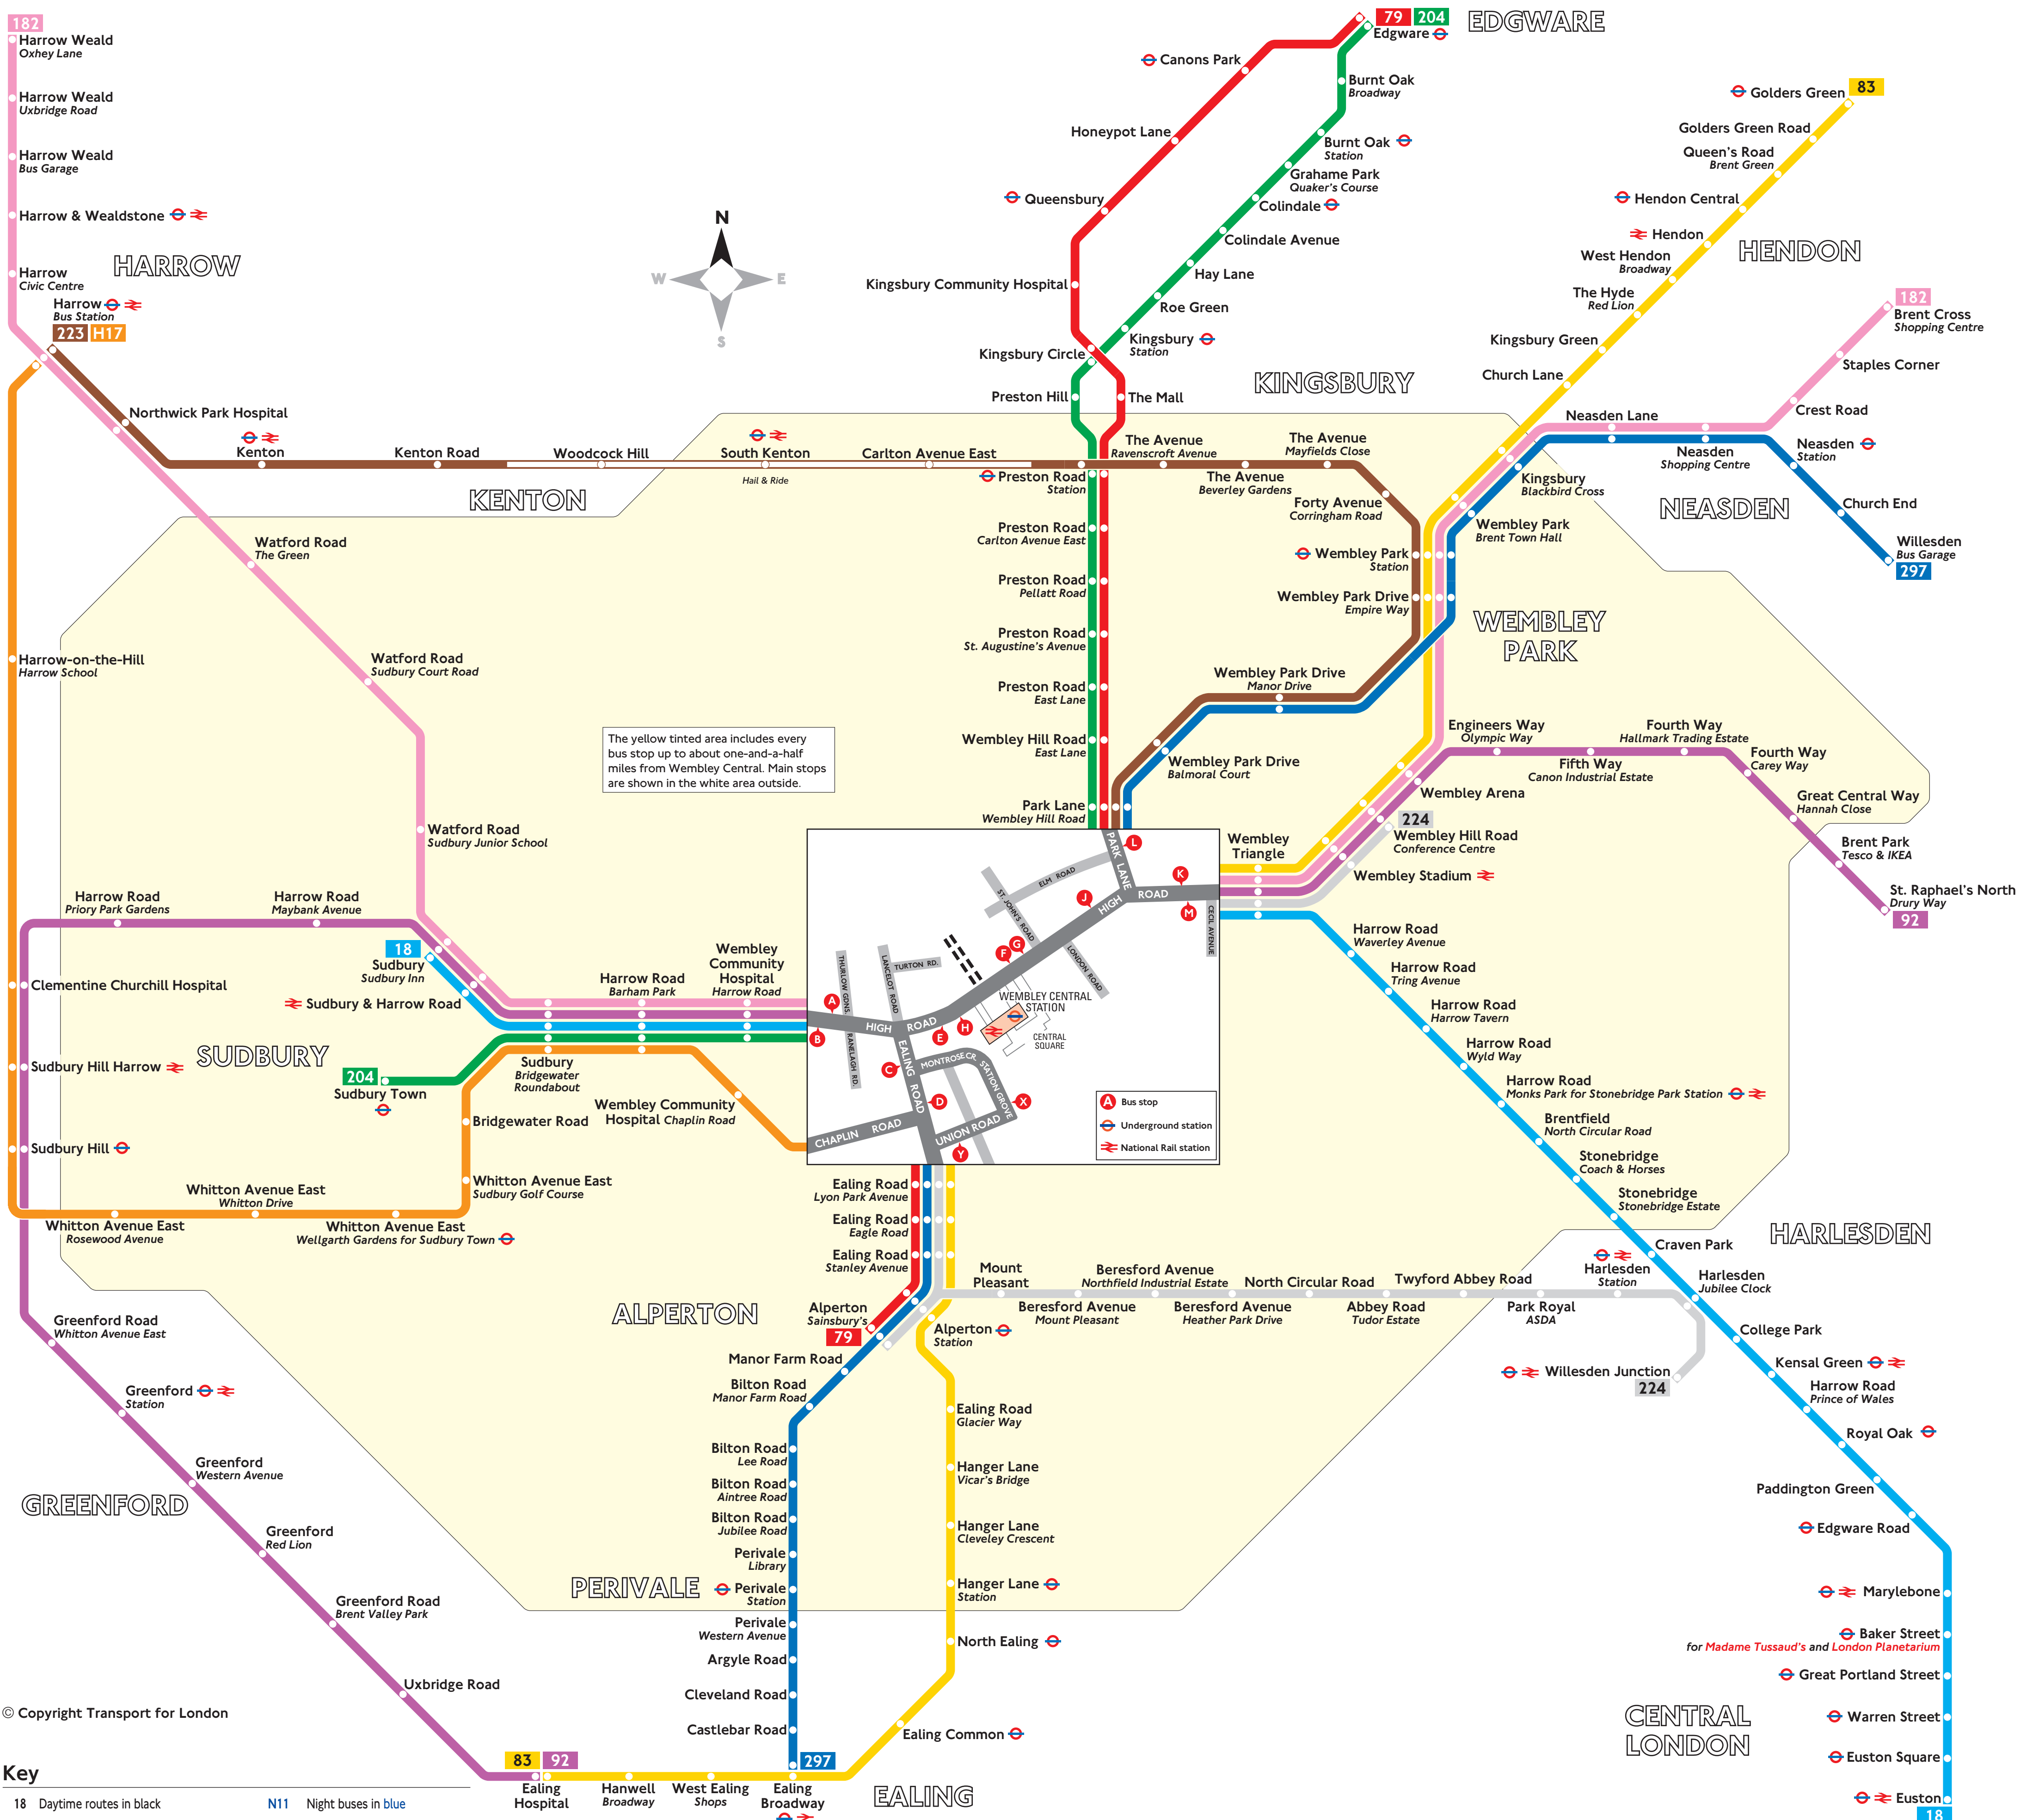 182
Harrow Weald
Oxhey Lane
Harrow Weald
Uxbridge Road
Harrow Weald
Bus Garage
Harrow & Wealdstone
HARROW
Harrow
Civic Centre
Harrow
Bus Station
223 H17
Northwick Park Hospital
Kenton
Kenton Road
Woodcock Hill
South Kenton
Hail & Ride
Carlton Avenue East
KENTON
N
W
E
S
79 204
Edgware
EDGWARE
Canons Park
Burnt Oak
Broadway
Honeypot Lane
Burnt Oak
Station
Grahame Park
Quaker's Course
Queensbury
Colindale
Colindale Avenue
Hay Lane
Kingsbury Community Hospital
Roe Green
Kingsbury
Station
Kingsbury Circle
KINGSBURY
Preston Hill
The Mall
83
Golders Green
Golders Green Road
Queen's Road
Brent Green
Hendon Central
Hendon
HENDON
West Hendon
Broadway
The Hyde
Red Lion
Kingsbury Green
Church Lane
182
Brent Cross
Shopping Centre
Staples Corner
Crest Road
Neasden Lane
Neasden
Shopping Centre
Neasden
Station
Kingsbury
Blackbird Cross
NEASDEN
Church End
Willesden
Bus Garage
297
Wembley Park
Brent Town Hall
The Avenue
Ravenscroft Avenue
The Avenue
Mayfields Close
The Avenue
Beverley Gardens
Forty Avenue
Corringham Road
Wembley Park
Station
Wembley Park Drive
Empire Way
WEMBLEY
PARK
Preston Road
Station
Preston Road
Carlton Avenue East
Preston Road
Pellatt Road
Preston Road
St. Augustine's Avenue
Preston Road
East Lane
Wembley Hill Road
East Lane
Park Lane
Wembley Hill Road
Wembley Park Drive
Manor Drive
Wembley Park Drive
Balmoral Court
Watford Road
The Green
Watford Road
Sudbury Court Road
Watford Road
Sudbury Junior School
Harrow-on-the-Hill
Harrow School
The yellow tinted area includes every
bus stop up to about one-and-a-half
miles from Wembley Central. Main stops
are shown in the white area outside.
Engineers Way
Olympic Way
Fourth Way
Hallmark Trading Estate
Fifth Way
Canon Industrial Estate
Fourth Way
Carey Way
Great Central Way
Hannah Close
Brent Park
Tesco & IKEA
St. Raphael's North
Drury Way
92
Wembley Arena
224
Wembley Hill Road
Conference Centre
Wembley Stadium
Wembley
Triangle
Harrow Road
Priory Park Gardens
Harrow Road
Maybank Avenue
18
Sudbury
Sudbury Inn
Sudbury & Harrow Road
Clementine Churchill Hospital
Harrow Road
Barham Park
Wembley
Community
Hospital
Harrow Road
SUDBURY
Sudbury Hill Harrow
204
Sudbury Town
Sudbury
Bridgewater
Roundabout
Wembley Community
Hospital Chaplin Road
Bridgewater Road
Sudbury Hill
Whitton Avenue East
Sudbury Golf Course
Whitton Avenue East
Whitton Drive
Whitton Avenue East
Rosewood Avenue
Whitton Avenue East
Wellgarth Gardens for Sudbury Town
L
PARK LANE
K
M
J
HIGH
ROAD
CECIL AVENUE
ELM ROAD
ST. JOHN'S ROAD
LONDON ROAD
G
F
TURTON RD.
LANCELOT ROAD
THURLOW GDNS.
A
B
HIGH
ROAD
E
H
WEMBLEY CENTRAL
STATION
CENTRAL
SQUARE
RANELAGH RD.
EALING ROAD
C
MONTROSE CR.
STATION GROVE
D
X
UNION ROAD
Y
CHAPLIN ROAD
A Bus stop
Underground station
National Rail station
Harrow Road
Waverley Avenue
Harrow Road
Tring Avenue
Harrow Road
Harrow Tavern
Harrow Road
Wyld Way
Harrow Road
Monks Park for Stonebridge Park Station
Brentfield
North Circular Road
Stonebridge
Coach & Horses
Stonebridge
Stonebridge Estate
HARLESDEN
Craven Park
Harlesden
Station
Harlesden
Jubilee Clock
College Park
Kensal Green
Harrow Road
Prince of Wales
Royal Oak
Paddington Green
Edgware Road
Marylebone
Baker Street
for Madame Tussaud's and London Planetarium
Great Portland Street
CENTRAL
LONDON
Warren Street
Euston Square
Euston
18
Ealing Road
Lyon Park Avenue
Ealing Road
Eagle Road
Ealing Road
Stanley Avenue
Mount
Pleasant
Beresford Avenue
Northfield Industrial Estate
North Circular Road
Twyford Abbey Road
Beresford Avenue
Mount Pleasant
Beresford Avenue
Heather Park Drive
Abbey Road
Tudor Estate
Park Royal
ASDA
Willesden Junction
224
ALPERTON
Alperton
Sainsbury's
79
Alperton
Station
Manor Farm Road
Bilton Road
Manor Farm Road
Bilton Road
Lee Road
Bilton Road
Aintree Road
Bilton Road
Jubilee Road
Perivale
Library
PERIVALE
Perivale
Station
Perivale
Western Avenue
Argyle Road
Cleveland Road
Castlebar Road
297
Ealing
Broadway
Ealing Road
Glacier Way
Hanger Lane
Vicar's Bridge
Hanger Lane
Cleveley Crescent
Hanger Lane
Station
North Ealing
Ealing Common
EALING
Greenford Road
Whitton Avenue East
Greenford
Station
Greenford
Western Avenue
GREENFORD
Greenford
Red Lion
Greenford Road
Brent Valley Park
Uxbridge Road
83 92
Ealing
Hospital
Hanwell
Broadway
West Ealing
Shops
© Copyright Transport for London
Key
18 Daytime routes in black
N11 Night buses in blue